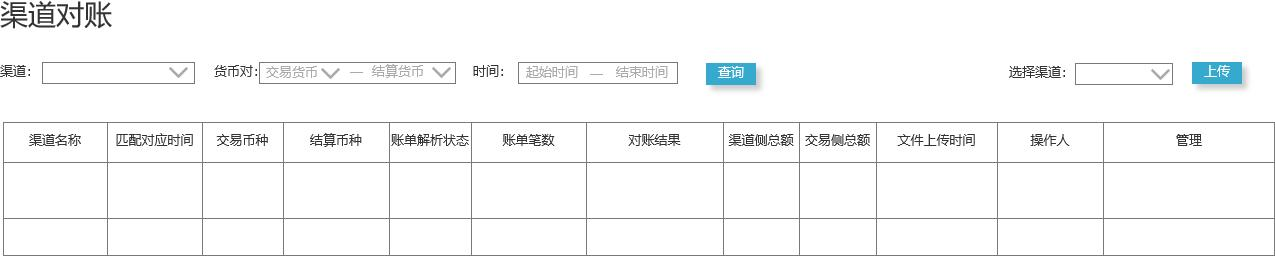 渠道对账
渠道： 货币对： 交易货币 — 结算货币 时间： 起始时间 — 结束时间 查询 选择渠道： 上传
渠道名称 匹配对应时间 交易币种 结算币种 账单解析状态 账单笔数 对账结果 渠道侧总额 交易侧总额 文件上传时间 操作人 管理